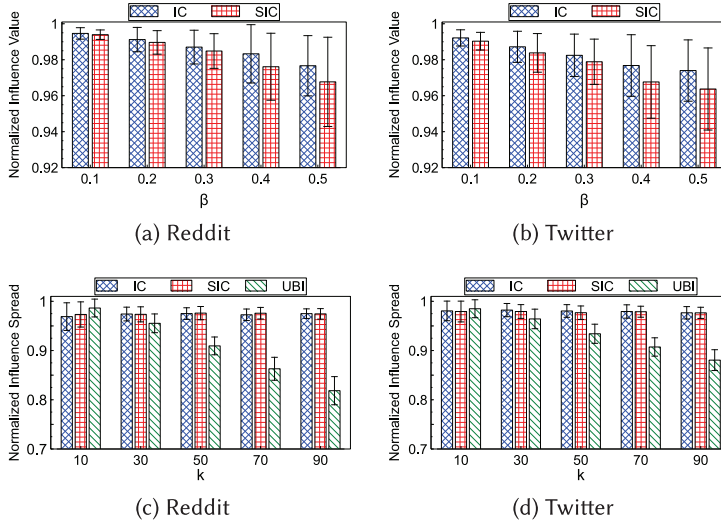 IC SIC
Normalized Influence Value
1
0.98
0.96
0.94
0.92
0.1 0.2 0.3 0.4 0.5
β
(a) Reddit
IC SIC
Normalized Influence Value
1
0.98
0.96
0.94
0.92
0.1 0.2 0.3 0.4 0.5
β
(b) Twitter
IC SIC UBI
Normalized Influence Spread
1
0.9
0.8
0.7
10 30 50 70 90
k
(c) Reddit
IC SIC UBI
Normalized Influence Spread
1
0.9
0.8
0.7
10 30 50 70 90
k
(d) Twitter